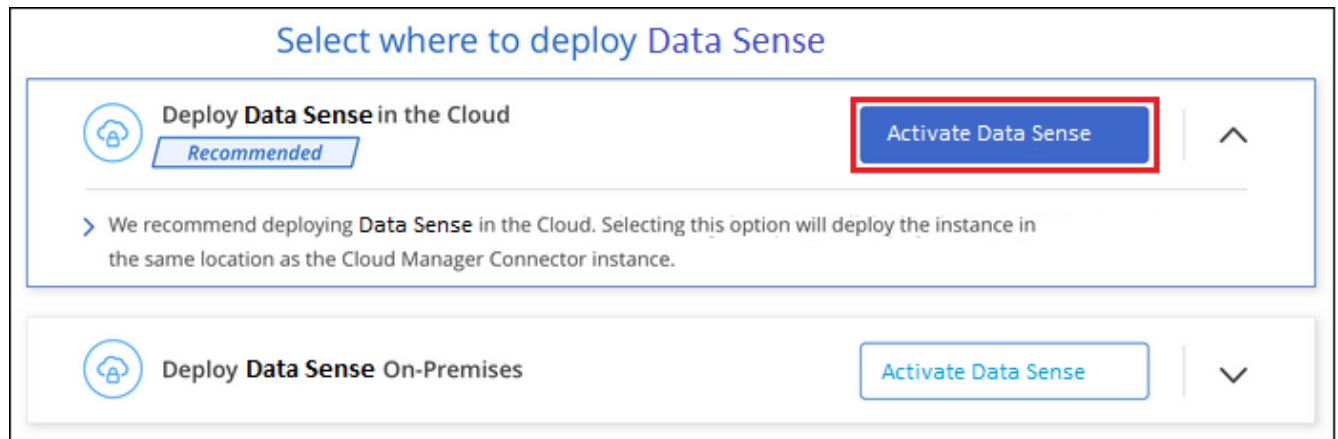 Select where to deploy Data Sense
Deploy Data Sense in the Cloud
Activate Data Sense
Recommended
We recommend deploying Data Sense in the Cloud. Selecting this option will deploy the instance in
the same location as the Cloud Manager Connector instance.
Deploy Data Sense On-Premises
Activate Data Sense